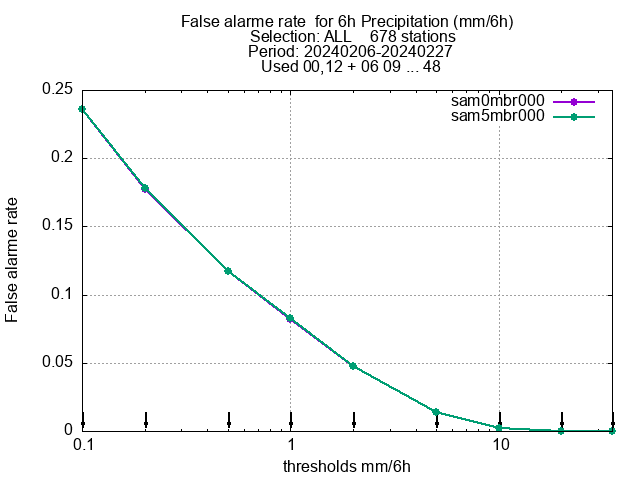 False alarme rate  for 6h Precipitation (mm/6h)
Selection: ALL    678 stations
Period: 20240206-20240227
Used 00,12 + 06 09 ... 48
sam0mbr000
sam5mbr000
0.25
0.2
0.15
0.1
0.05
0
False alarme rate
0.1 1 10
thresholds mm/6h